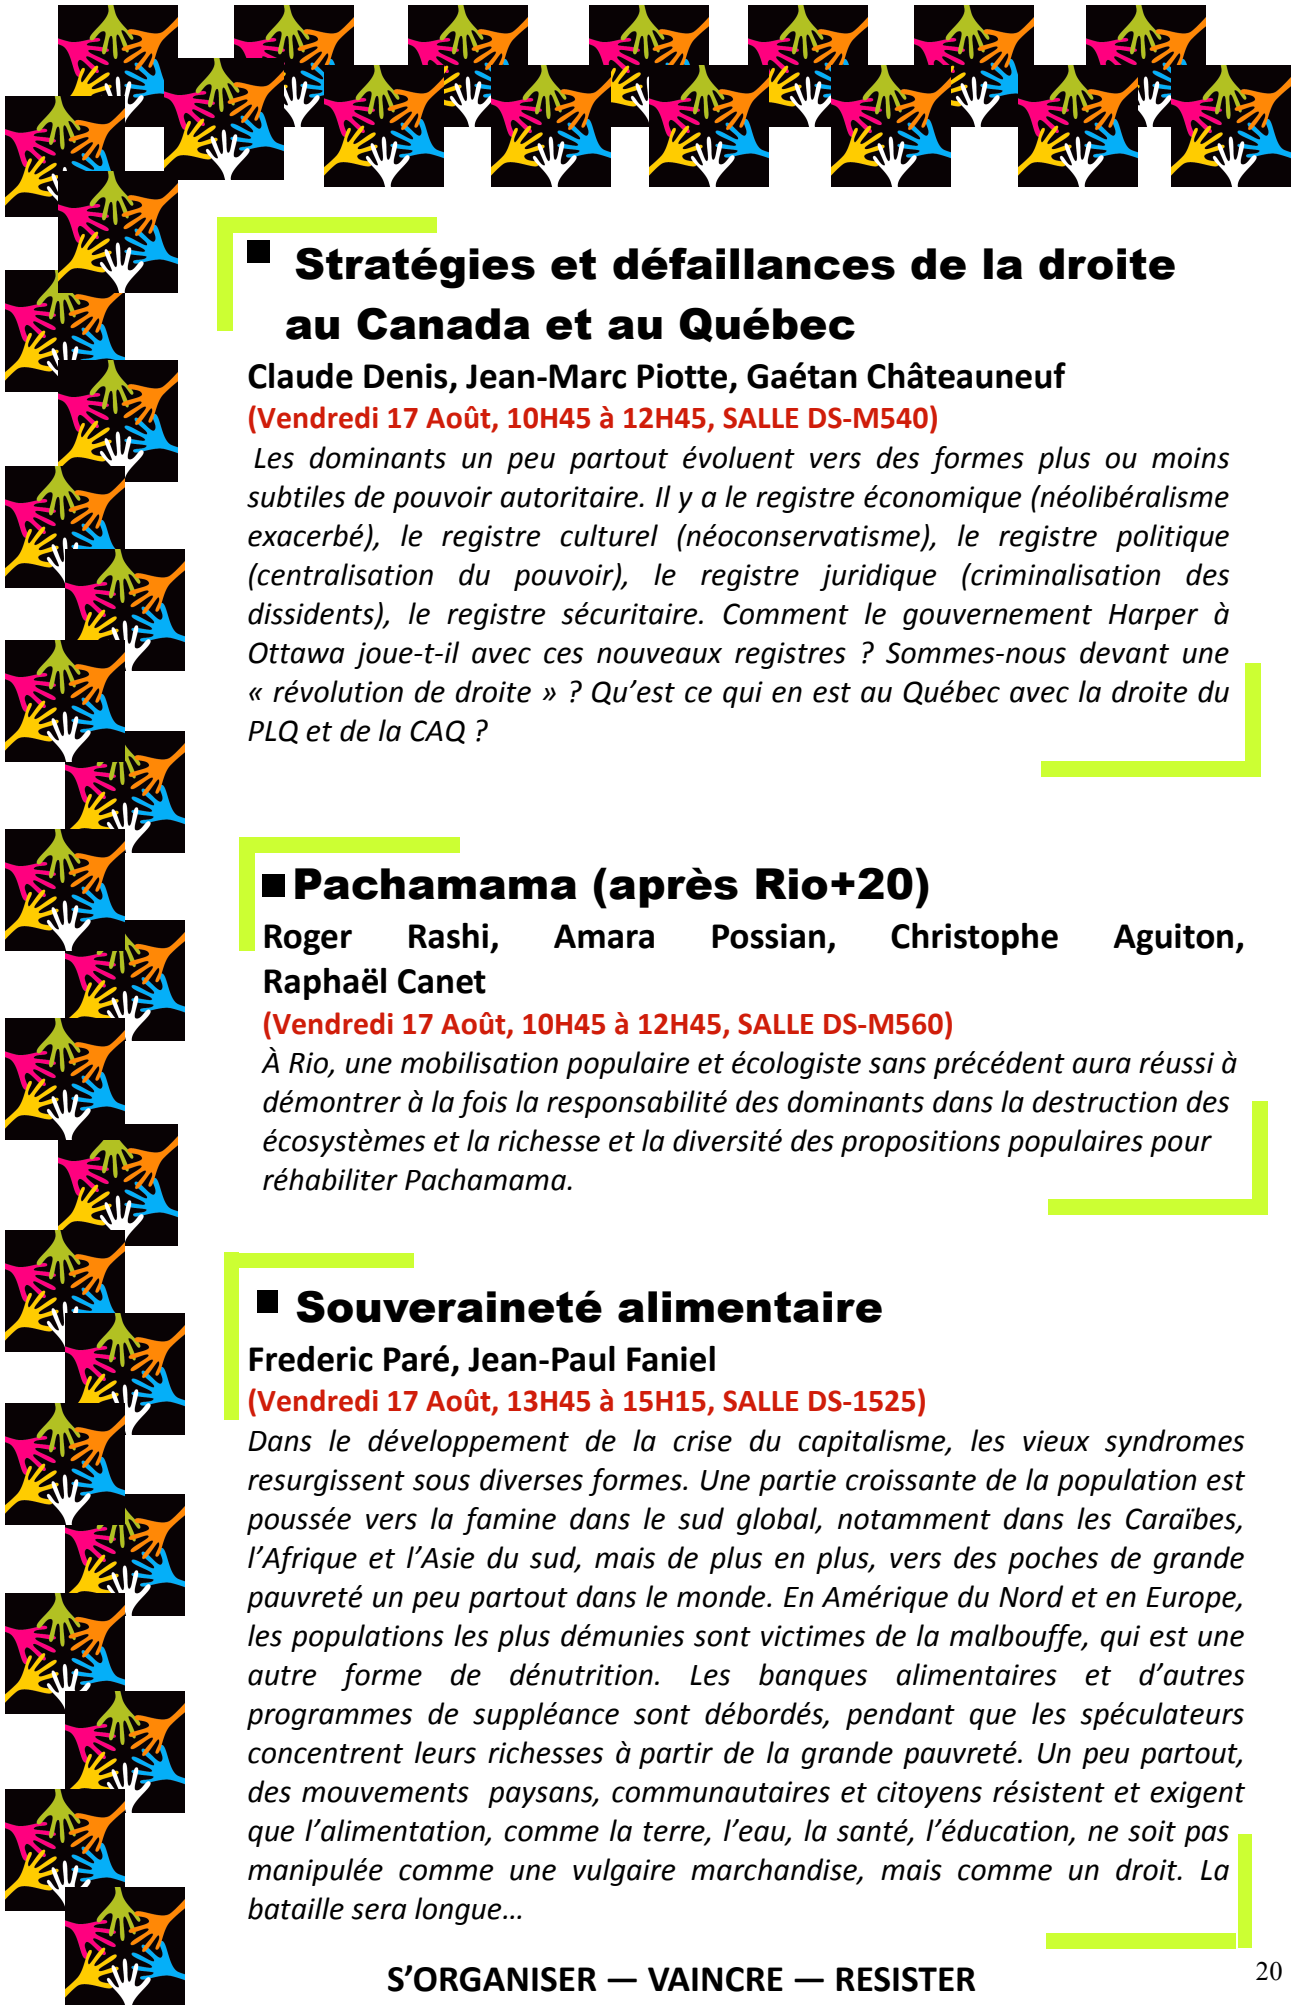 ▪ Stratégies et défaillances de la droite
au Canada et au Québec
Claude Denis, Jean-Marc Piotte, Gaétan Châteauneuf
(Vendredi 17 Août, 10H45 à 12H45, SALLE DS-M540)
Les dominants un peu partout évoluent vers des formes plus ou moins
subtiles de pouvoir autoritaire. Il y a le registre économique (néolibéralisme
exacerbé), le registre culturel (néoconservatisme), le registre politique
(centralisation du pouvoir), le registre juridique (criminalisation des
dissidents), le registre sécuritaire. Comment le gouvernement Harper à
Ottawa joue-t-il avec ces nouveaux registres ? Sommes-nous devant une
« révolution de droite » ? Qu’est ce qui en est au Québec avec la droite du
PLQ et de la CAQ ?
▪ Pachamama (après Rio+20)
Roger Rashi, Amara Possian, Christophe Aguiton,
Raphaël Canet
(Vendredi 17 Août, 10H45 à 12H45, SALLE DS-M560)
À Rio, une mobilisation populaire et écologiste sans précédent aura réussi à
démontrer à la fois la responsabilité des dominants dans la destruction des
écosystèmes et la richesse et la diversité des propositions populaires pour
réhabiliter Pachamama.
▪ Souveraineté alimentaire
Frederic Paré, Jean-Paul Faniel
(Vendredi 17 Août, 13H45 à 15H15, SALLE DS-1525)
Dans le développement de la crise du capitalisme, les vieux syndromes
resurgissent sous diverses formes. Une partie croissante de la population est
poussée vers la famine dans le sud global, notamment dans les Caraïbes,
l’Afrique et l’Asie du sud, mais de plus en plus, vers des poches de grande
pauvreté un peu partout dans le monde. En Amérique du Nord et en Europe,
les populations les plus démunies sont victimes de la malbouffe, qui est une
autre forme de dénutrition. Les banques alimentaires et d’autres
programmes de suppléance sont débordés, pendant que les spéculateurs
concentrent leurs richesses à partir de la grande pauvreté. Un peu partout,
des mouvements paysans, communautaires et citoyens résistent et exigent
que l’alimentation, comme la terre, l’eau, la santé, l’éducation, ne soit pas
manipulée comme une vulgaire marchandise, mais comme un droit. La
bataille sera longue…
S’ORGANISER — VAINCRE — RESISTER
20